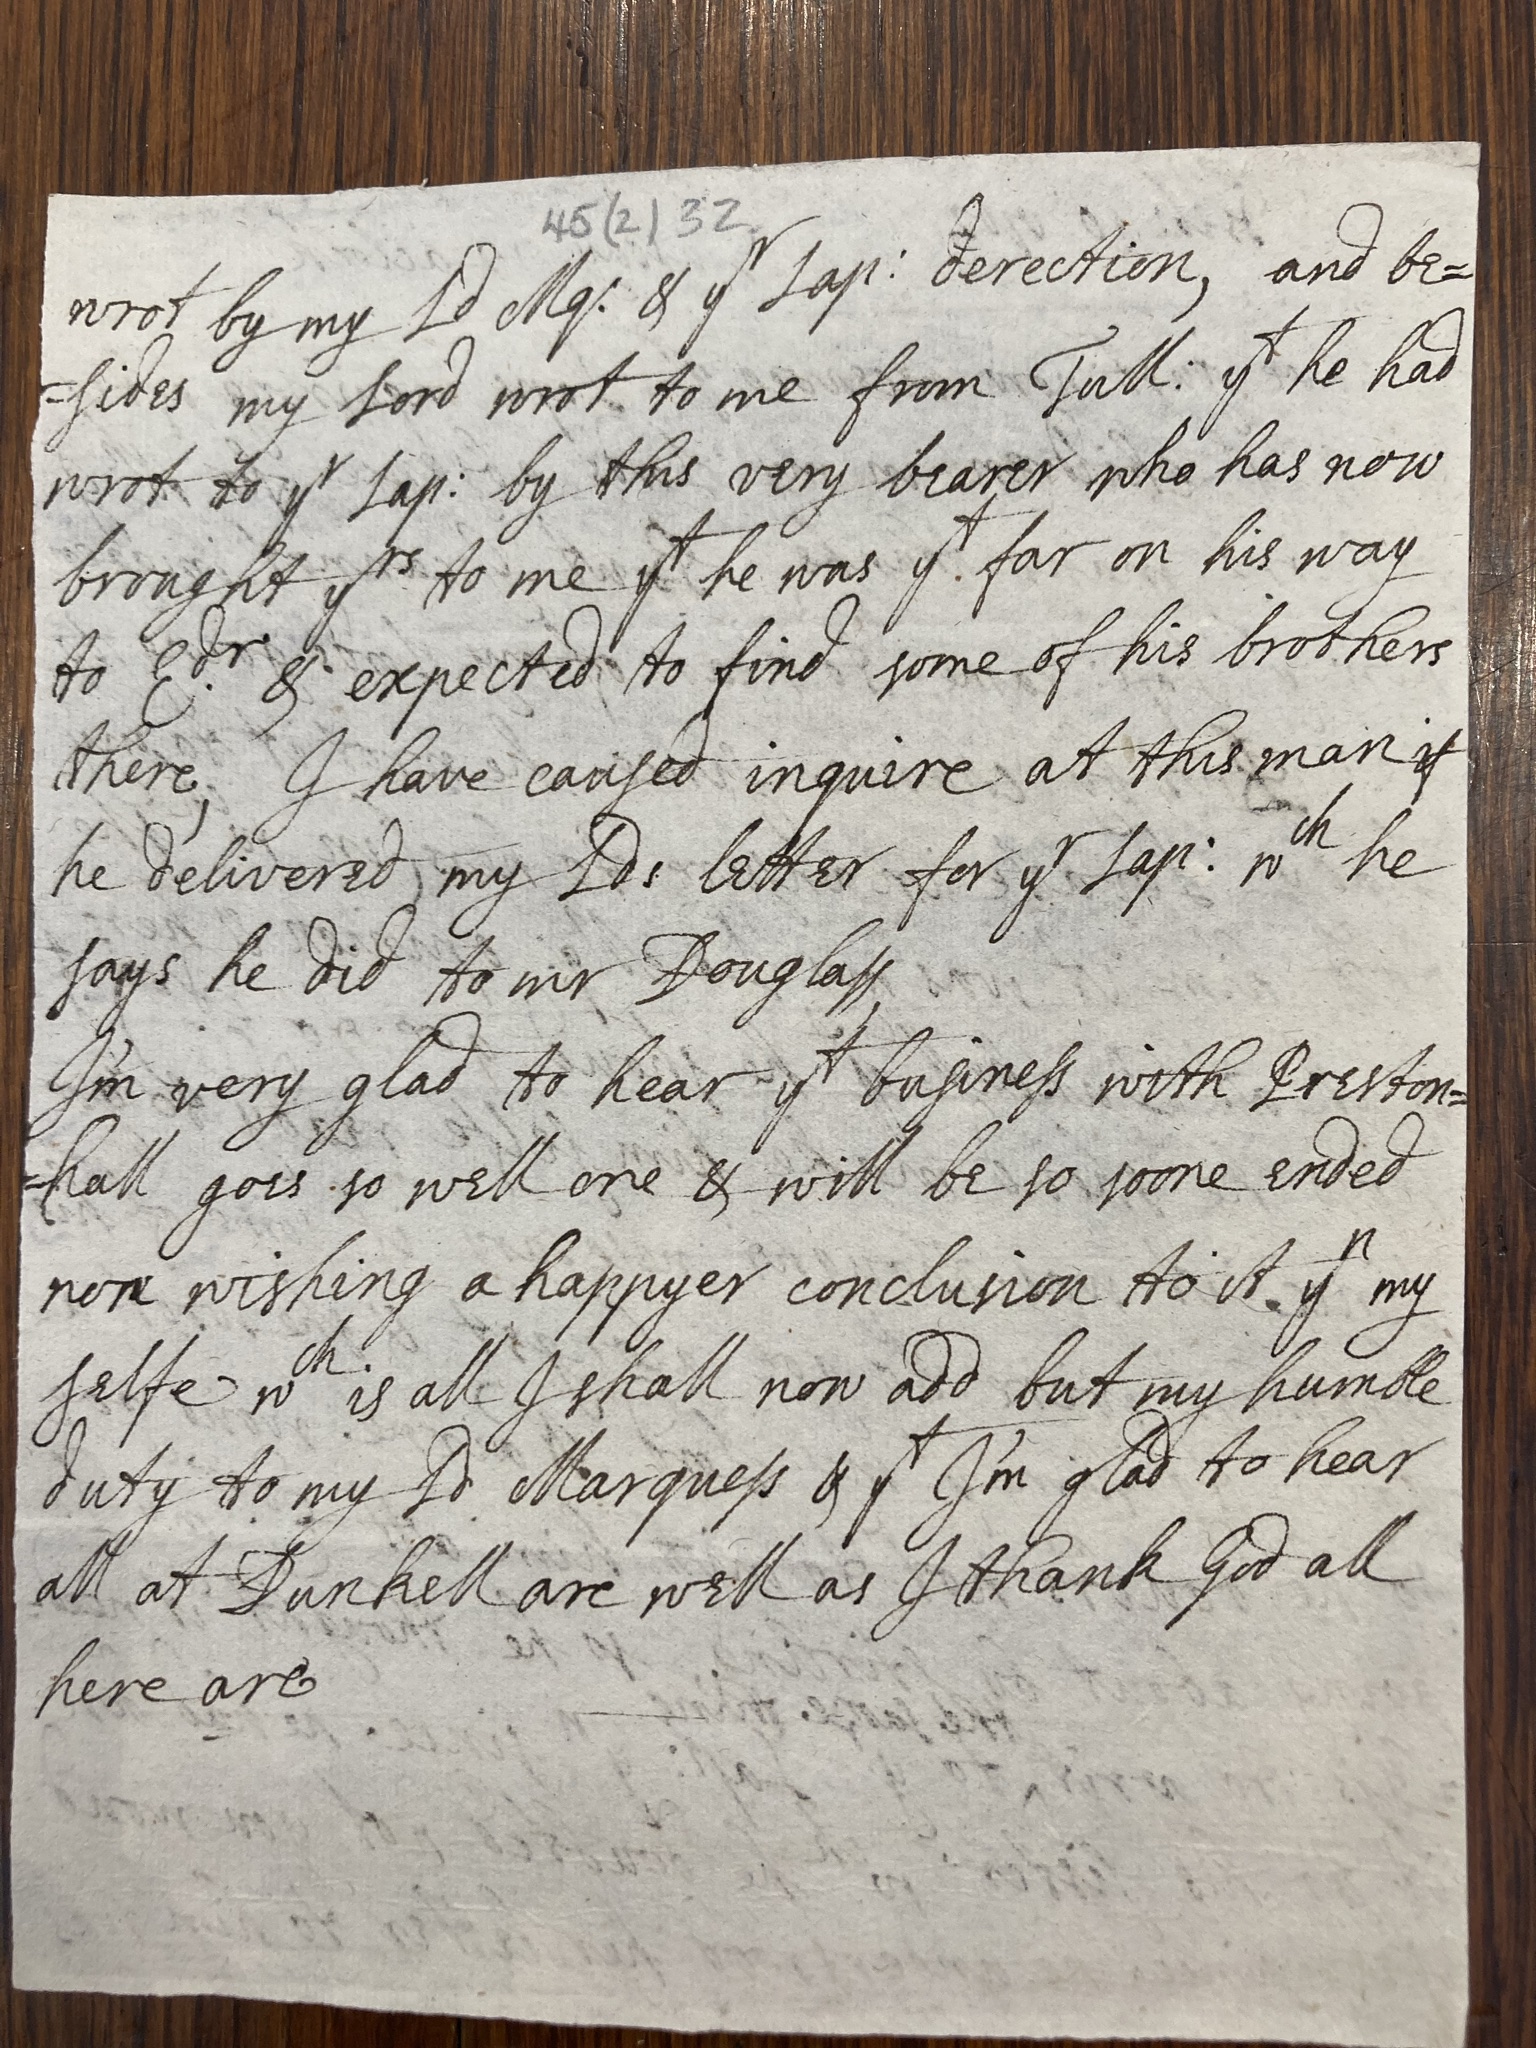 45(2)32
wrot by my Ld Mqs: & yr Lap: derection, and be=
=sides my Lord wrot to me from Tull: yt he had
wrot to yr Lap: by this very bearer who has now
brought yrs to me yt he was yt far on his way
to Edr & expected to find some of his brothers
there, I have caused inquire at this man if
he delivered my Lds letter for yr Lap: wch he
says he did to mr Douglass,
I'm very glad to hear yt business with Preston=
=hall goes so well one & will be so soone ended
non wishing a happyer conclusion to it yn my
selfe wch is all I shall now add but my humble
duty to my Ld Marquess & yt I'm glad to hear
all at Dunkell are well as I thank God all
here are